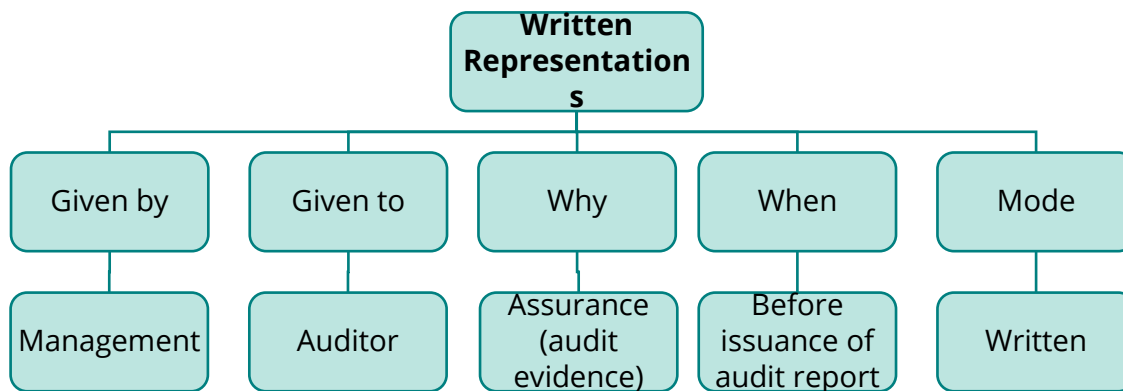 Written
Representation
s
Given by
Given to
Why
When
Mode
Management
Auditor
Assurance
(audit
evidence)
Before
issuance of
audit report
Written